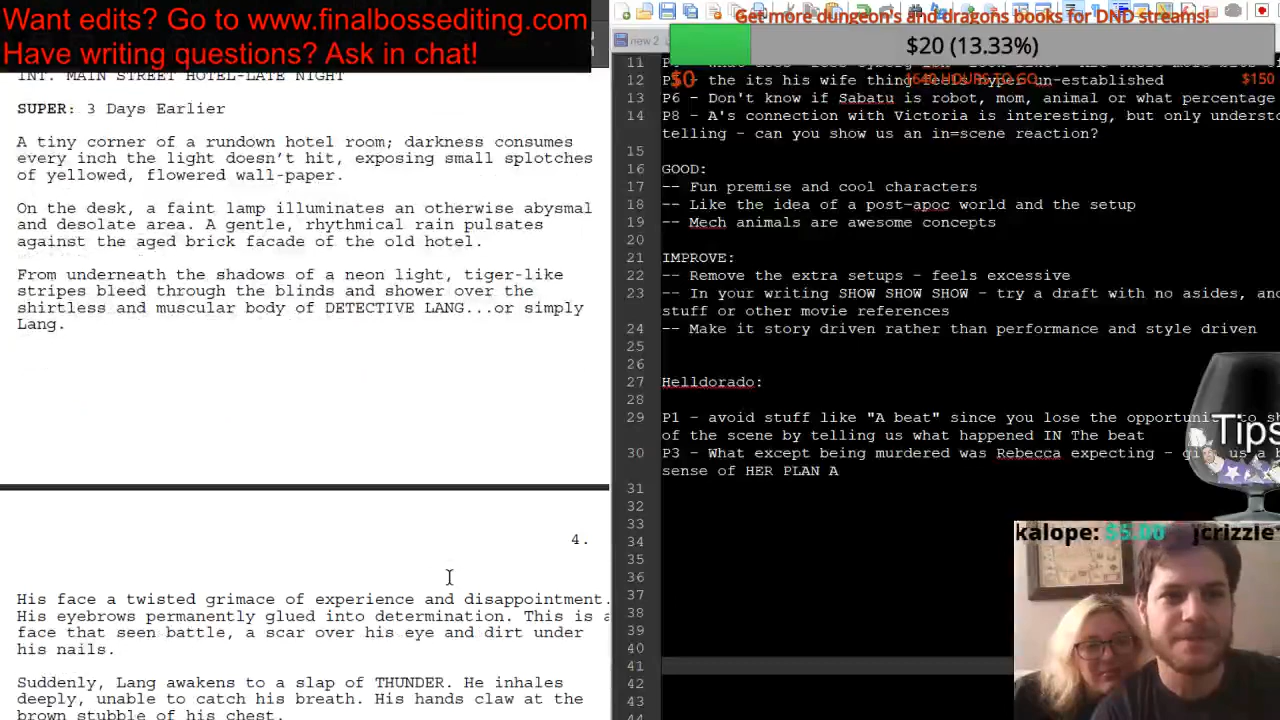 Want edits? Go to www.finalbossediting.com
Have writing questions? Ask in chat!
INT. MAIN STREET HOTEL-LATE NIGHT
SUPER: 3 Days Earlier
A tiny corner of a rundown hotel room; darkness consumes
every inch the light doesn't hit, exposing small splotches
of yellowed, flowered wall-paper.
On the desk, a faint lamp illuminates an otherwise abysmal
and desolate area. A gentle, rhythmical rain pulsates
against the aged brick facade of the old hotel.
From underneath the shadows of a neon light, tiger-like
stripes bleed through the blinds and shower over the
shirtless and muscular body of DETECTIVE LANG...or simply
Lang.
4.
His face a twisted grimace of experience and disappointment.
His eyebrows permanently glued into determination. This is a
face that seen battle, a scar over his eye and dirt under
his nails.
Suddenly, Lang awakens to a slap of THUNDER. He inhales
deeply, unable to catch his breath. His hands claw at the
brown stubble of his chest.
Get more dungeon's and dragons books for DND streams!
new 2
$20 (13.33%)
$0
640 HOURS TO GO
$150
11
12 the its his wife thing feels hyper un-established
13 P6 - Don't know if Sabatu is robot, mom, animal or what percentage
14 P8 - A's connection with Victoria is interesting, but only understo
telling - can you show us an in=scene reaction?
15
16 GOOD:
17 -- Fun premise and cool characters
18 -- Like the idea of a post-apoc world and the setup
19 -- Mech animals are awesome concepts
20
21 IMPROVE:
22 -- Remove the extra setups - feels excessive
23 -- In your writing SHOW SHOW SHOW - try a draft with no asides, and
stuff or other movie references
24 -- Make it story driven rather than performance and style driven
25
26
27 Helldorado:
28
29 P1 - avoid stuff like "A beat" since you lose the opportunit to sh
of the scene by telling us what happened IN The beat
30 P3 - What except being murdered was Rebecca expecting - gi us a b
sense of HER PLAN A
31
32
33
34
35
36
37
38
39
40
41
42
43
44
Tips
kalope: $5.00 jcrizzle